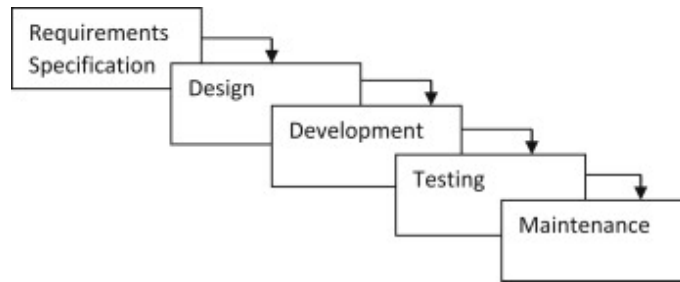 Requirements
Specification
Design
Development
Testing
Maintenance